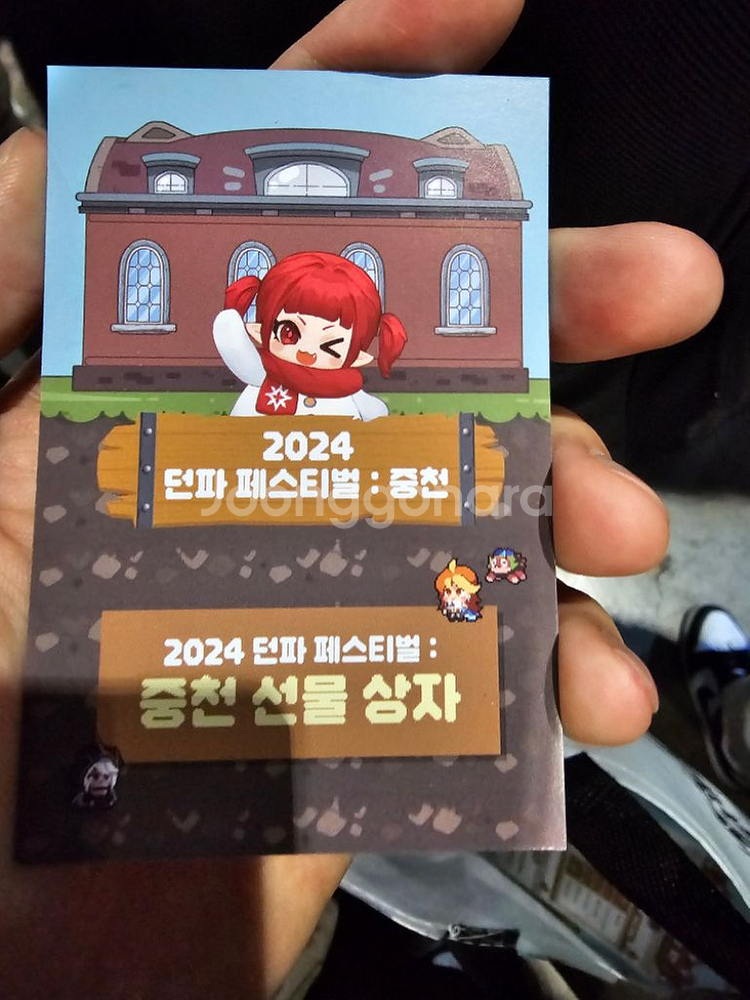 2024
던파 페스티벌 : 중천
Joonggonara
2024 던파 페스티벌 :
중천 선물 상자